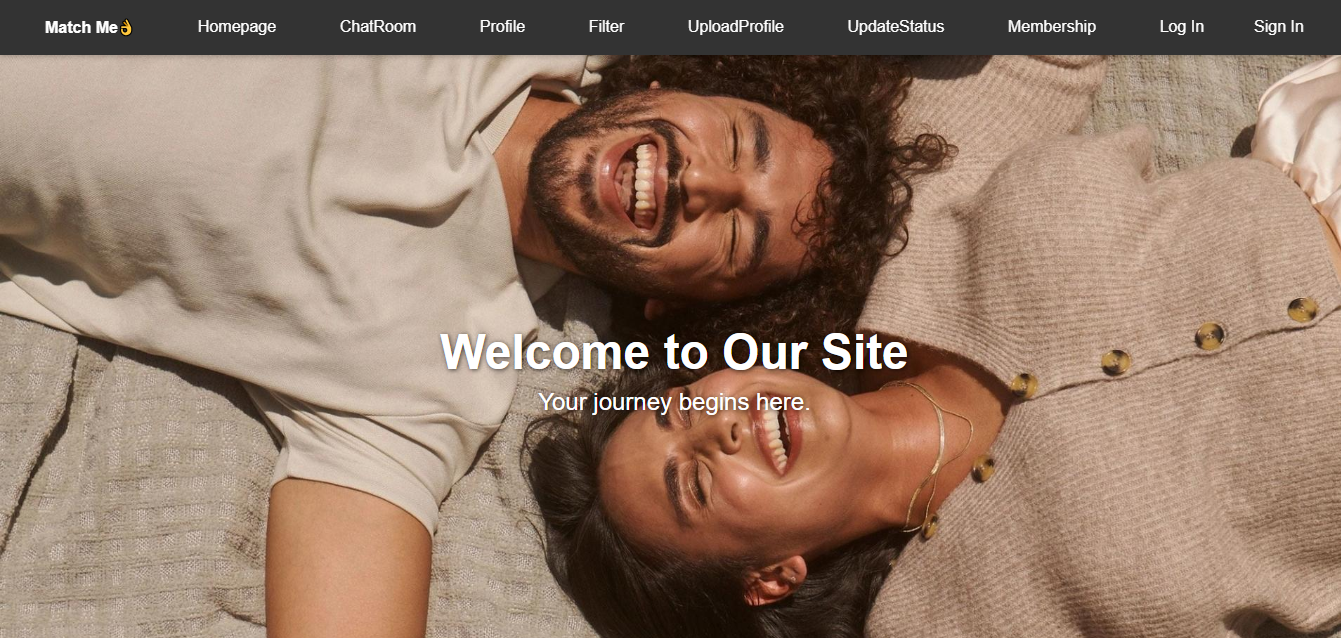 Match Me👌 Homepage ChatRoom Profile Filter UploadProfile UpdateStatus Membership Log In Sign In
Welcome to Our Site
Your journey begins here.